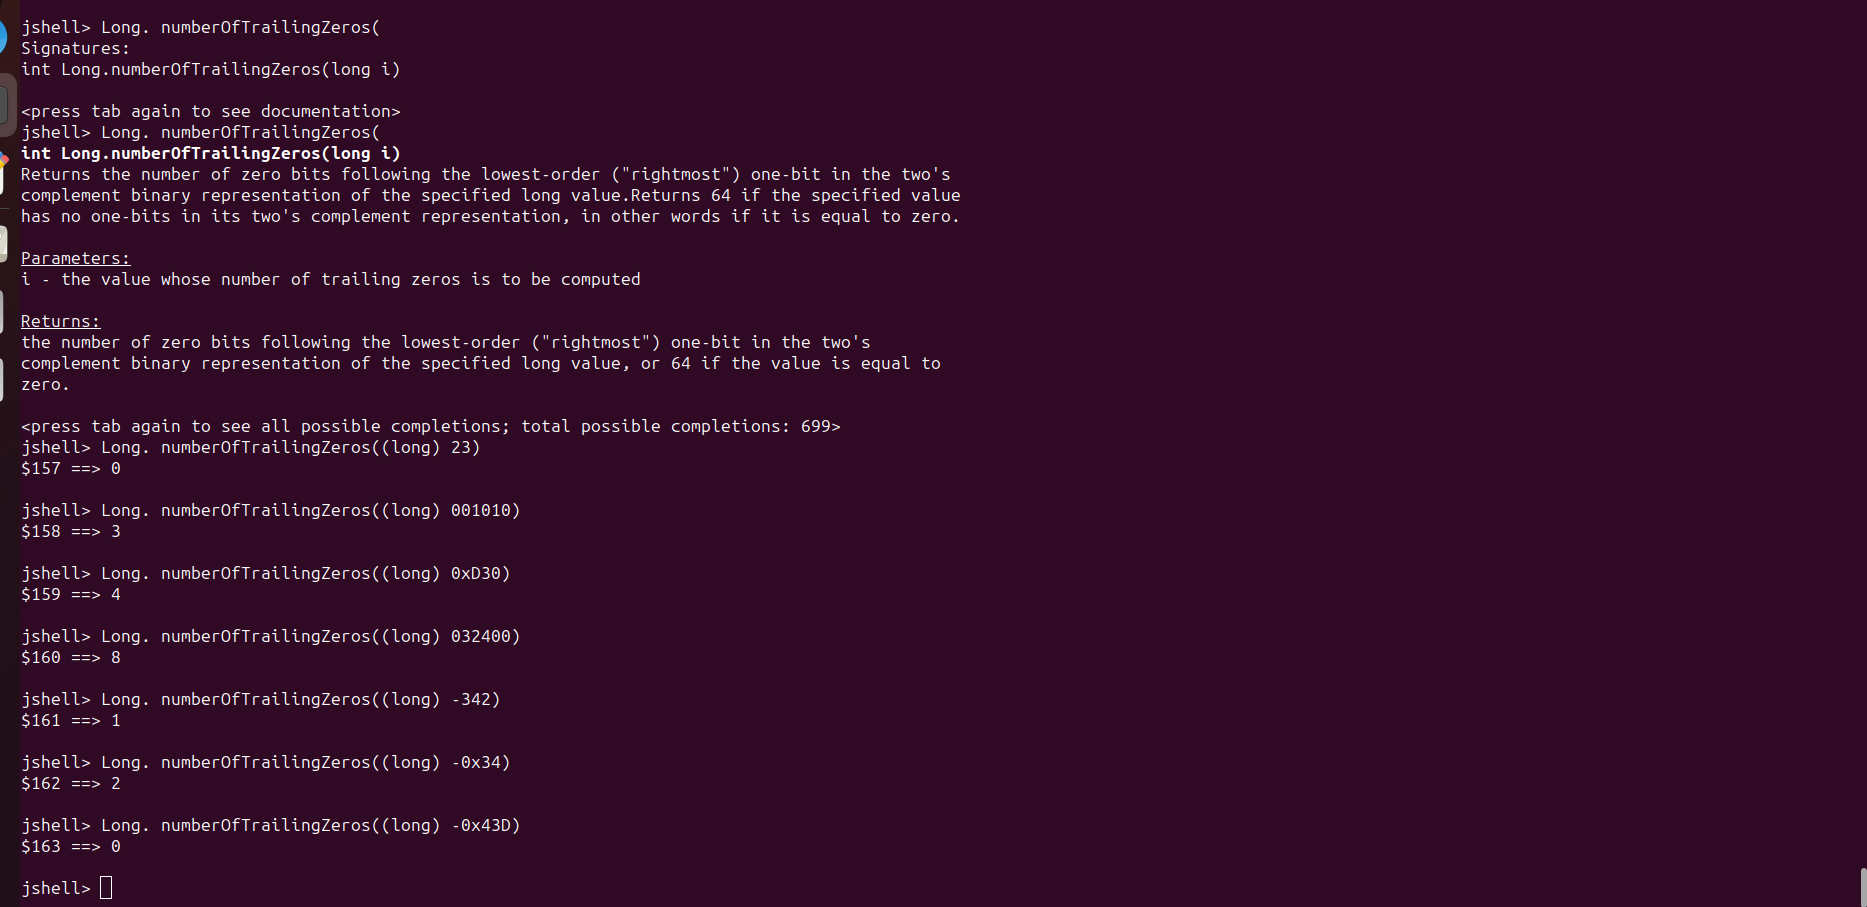 jshell> Long. numberOfTrailingZeros(
Signatures:
int Long.numberOfTrailingZeros(long i)
<press tab again to see documentation>
jshell> Long. numberOfTrailingZeros(
int Long.numberOfTrailingZeros(long i)
Returns the number of zero bits following the lowest-order ("rightmost") one-bit in the two's
complement binary representation of the specified long value.Returns 64 if the specified value
has no one-bits in its two's complement representation, in other words if it is equal to zero.
Parameters:
i - the value whose number of trailing zeros is to be computed
Returns:
the number of zero bits following the lowest-order ("rightmost") one-bit in the two's
complement binary representation of the specified long value, or 64 if the value is equal to
zero.
<press tab again to see all possible completions; total possible completions: 699>
jshell> Long. numberOfTrailingZeros((long) 23)
$157 ==> 0
jshell> Long. numberOfTrailingZeros((long) 001010)
$158 ==> 3
jshell> Long. numberOfTrailingZeros((long) 0xD30)
$159 ==> 4
jshell> Long. numberOfTrailingZeros((long) 032400)
$160 ==> 8
jshell> Long. numberOfTrailingZeros((long) -342)
$161 ==> 1
jshell> Long. numberOfTrailingZeros((long) -0x34)
$162 ==> 2
jshell> Long. numberOfTrailingZeros((long) -0x43D)
$163 ==> 0
jshell>